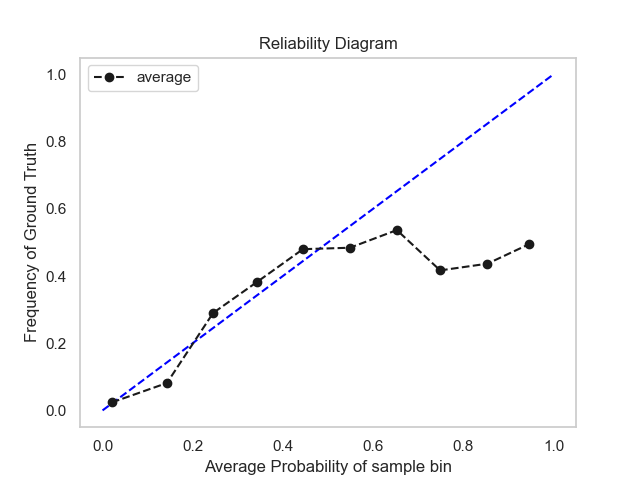 Reliability Diagram
average
1.0
0.8
0.6
0.4
0.2
0.0
Frequency of Ground Truth
0.0 0.2 0.4 0.6 0.8 1.0
Average Probability of sample bin